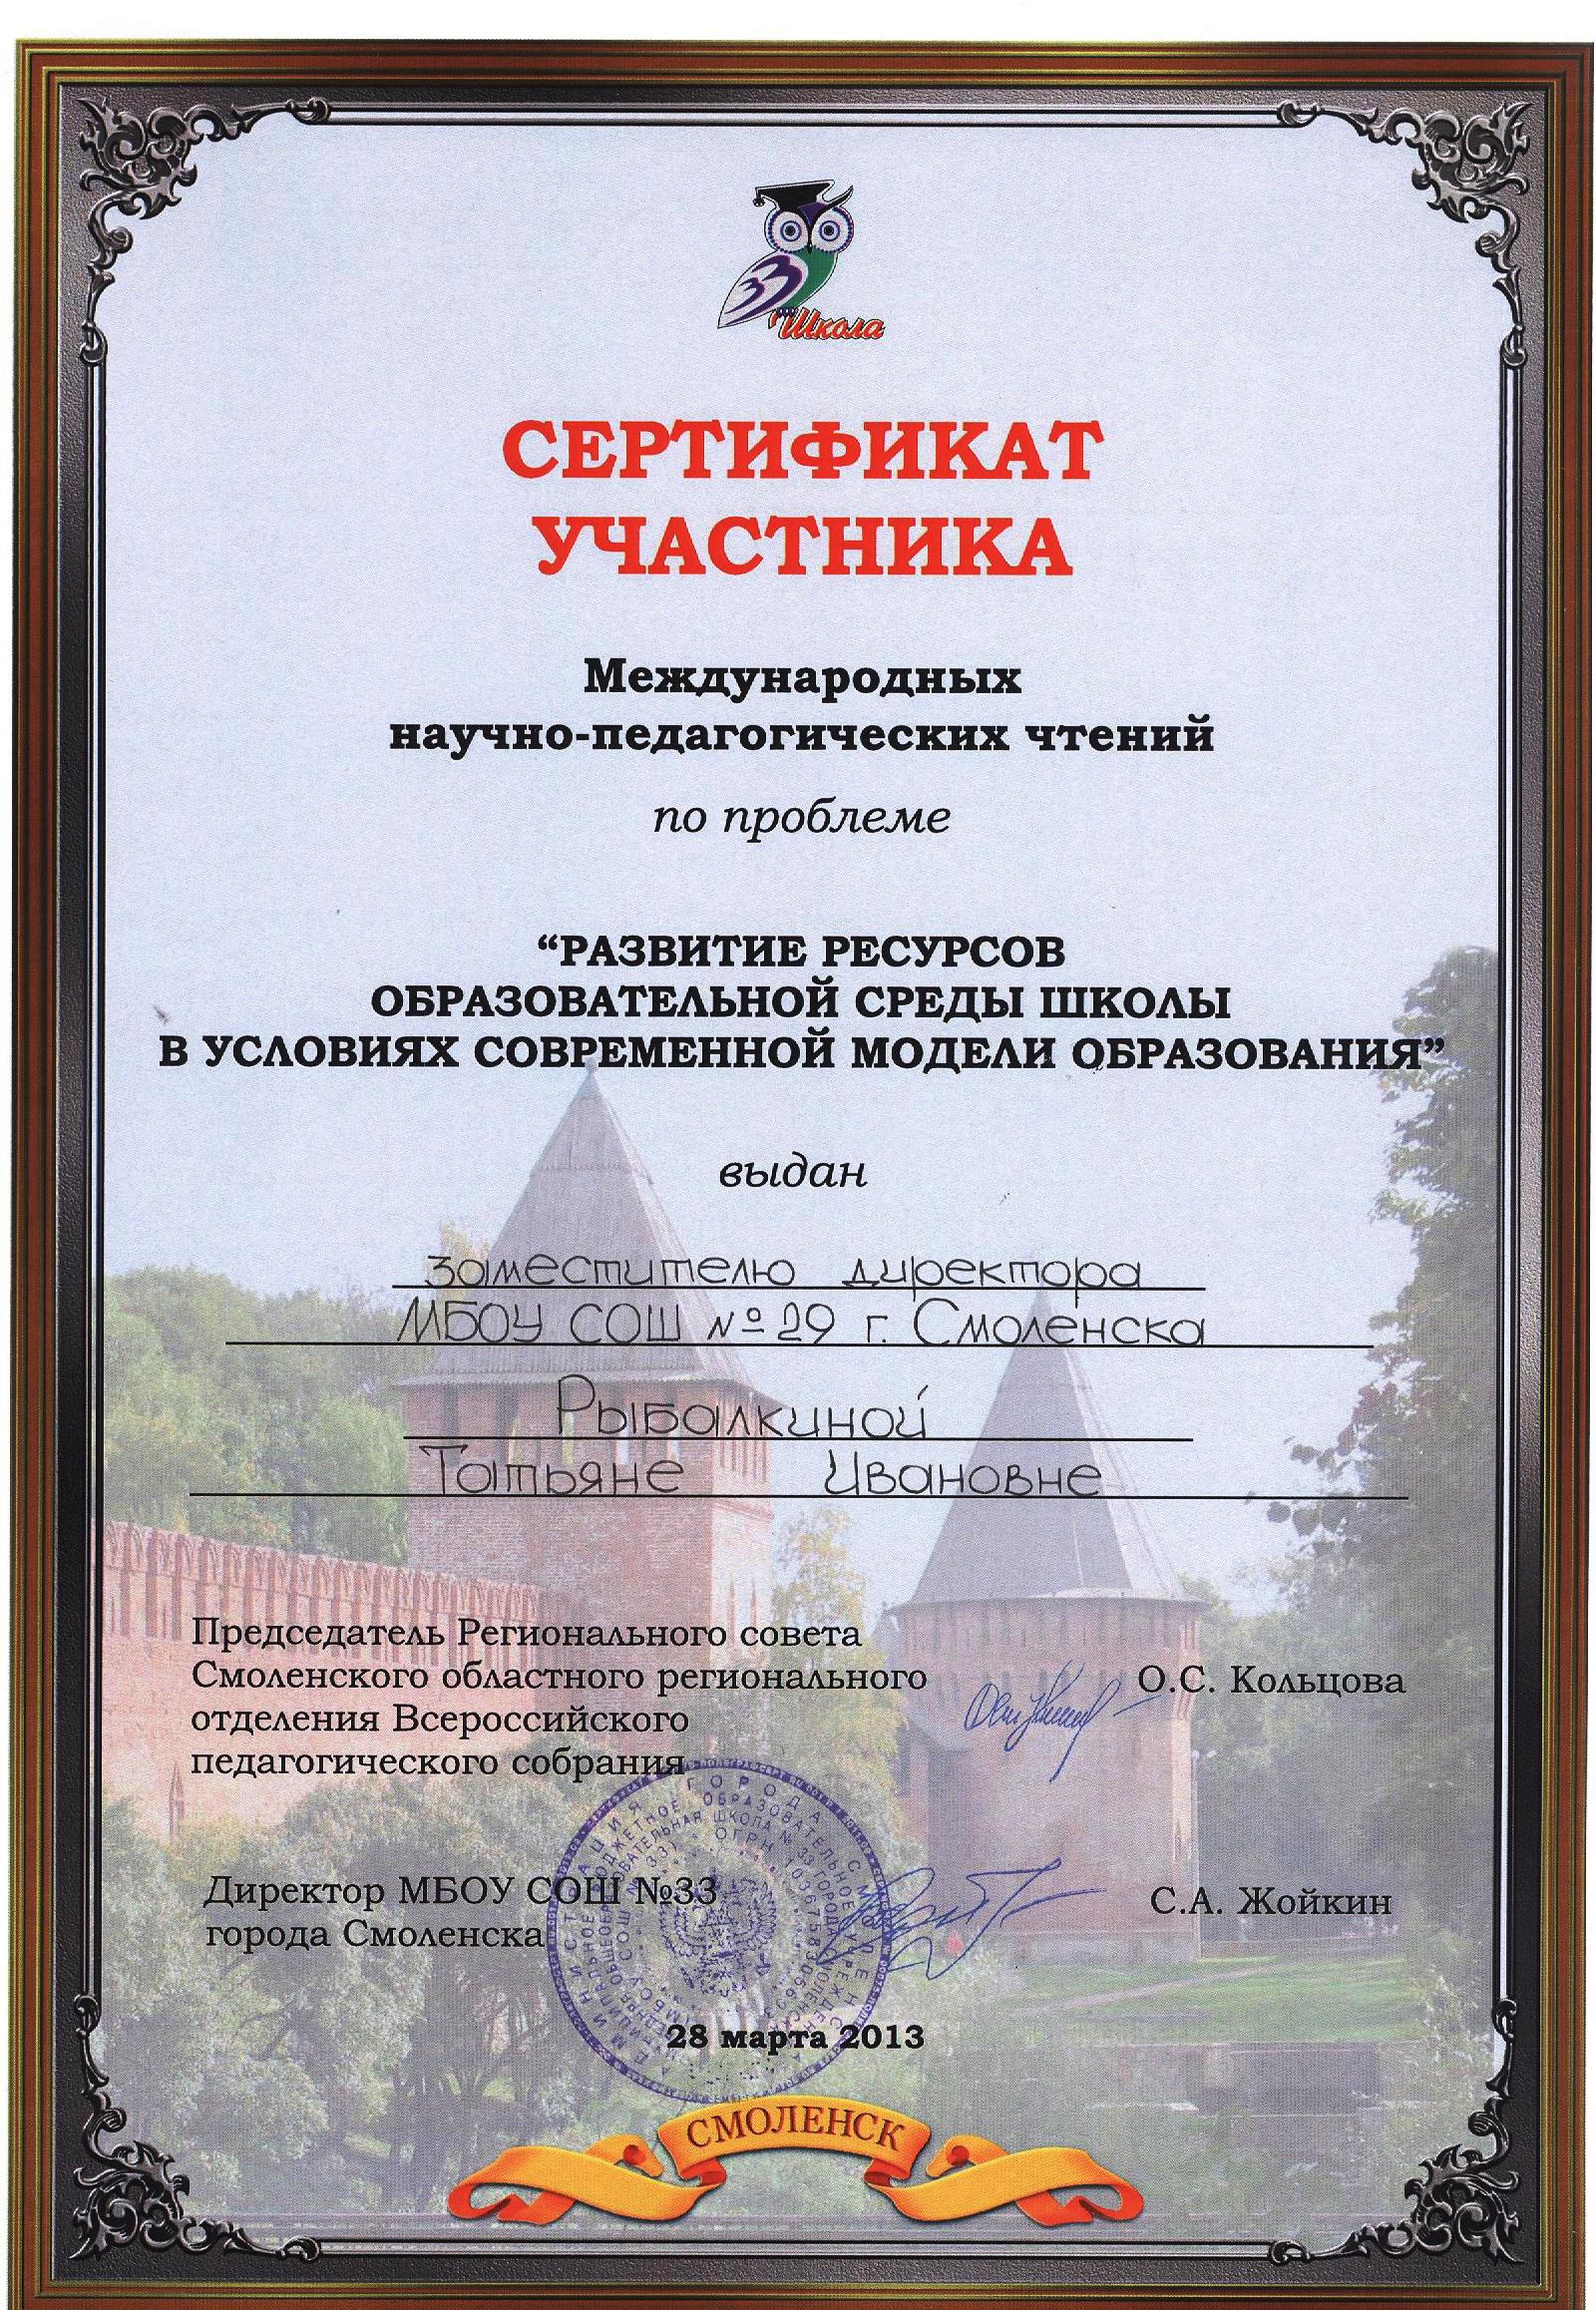 33
Школа
СЕРТИФИКАТ
УЧАСТНИКА
Международных
научно-педагогических чтений
по проблеме
“РАЗВИТИЕ РЕСУРСОВ
ОБРАЗОВАТЕЛЬНОЙ СРЕДЫ ШКОЛЫ
В УСЛОВИЯХ СОВРЕМЕННОЙ МОДЕЛИ ОБРАЗОВАНИЯ”
выдан
заместителю директора
МБОУ СОШ № 29 г. Смоленска
Рыбалкиной
Татьяне Ивановне
Председатель Регионального совета
Смоленского областного регионального
отделения Всероссийского
педагогического собрания
О.С. Кольцова
Директор МБОУ СОШ №33
города Смоленска
С.А. Жойкин
28 марта 2013
СМОЛЕНСК